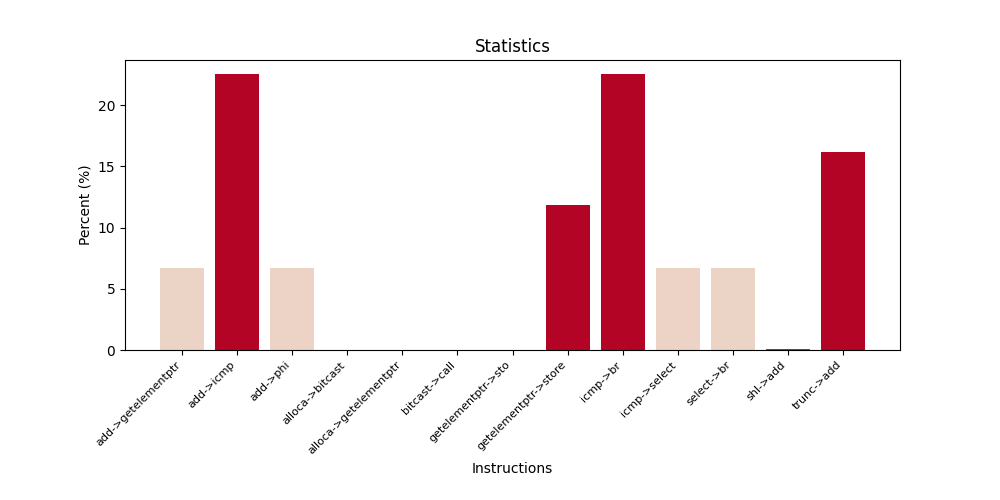 Statistics
Percent (%)
20
15
10
5
0
add->getelementptr
add->icmp
add->phi
alloca->bitcast
alloca->getelementptr
bitcast->call
getelementptr->sto
getelementptr->store
icmp->br
icmp->select
select->br
shl->add
trunc->add
Instructions